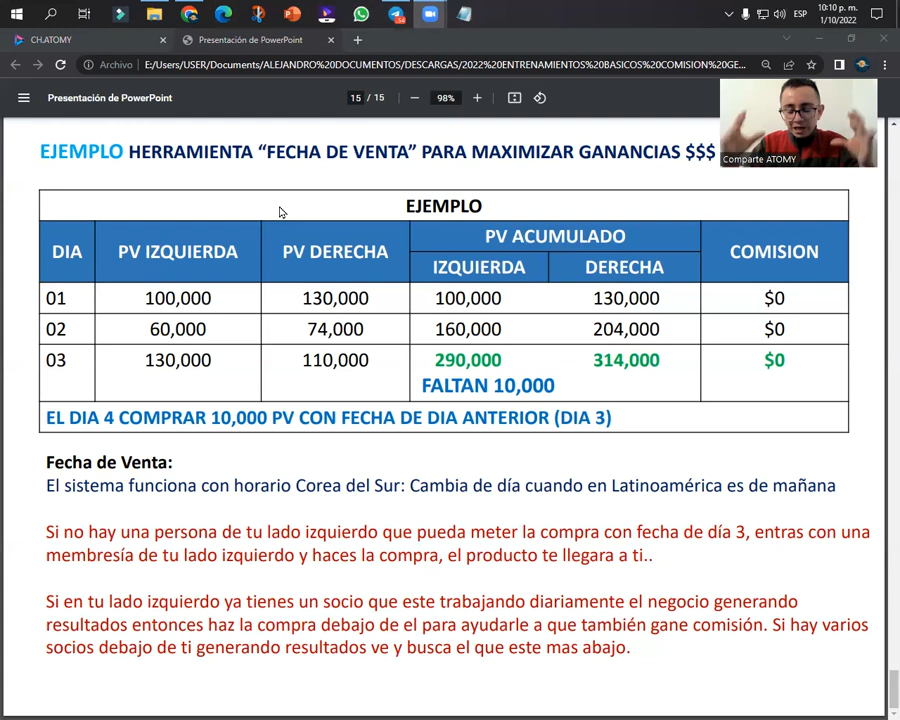 ESP
10:10 p. m.
1/10/2022
54
CH.ATOMY
Presentación de PowerPoint
Archivo
E:/Users/USER/Documents/ALEJANDRO%20DOCUMENTOS/DESCARGAS/2022%20ENTRENAMIENTOS%20BASICOS%20COMISION%20GE...
Presentación de PowerPoint
15 / 15
98%
Comparte ATOMY
EJEMPLO HERRAMIENTA “FECHA DE VENTA” PARA MAXIMIZAR GANANCIAS $$$
EJEMPLO
DIA PV IZQUIERDA PV DERECHA PV ACUMULADO COMISION
IZQUIERDA DERECHA
01 100,000 130,000 100,000 130,000 $0
02 60,000 74,000 160,000 204,000 $0
03 130,000 110,000 290,000 314,000 $0
FALTAN 10,000
EL DIA 4 COMPRAR 10,000 PV CON FECHA DE DIA ANTERIOR (DIA 3)
Fecha de Venta:
El sistema funciona con horario Corea del Sur: Cambia de día cuando en Latinoamérica es de mañana
Si no hay una persona de tu lado izquierdo que pueda meter la compra con fecha de día 3, entras con una
membresía de tu lado izquierdo y haces la compra, el producto te llegara a ti..
Si en tu lado izquierdo ya tienes un socio que este trabajando diariamente el negocio generando
resultados entonces haz la compra debajo de el para ayudarle a que también gane comisión. Si hay varios
socios debajo de ti generando resultados ve y busca el que este mas abajo.